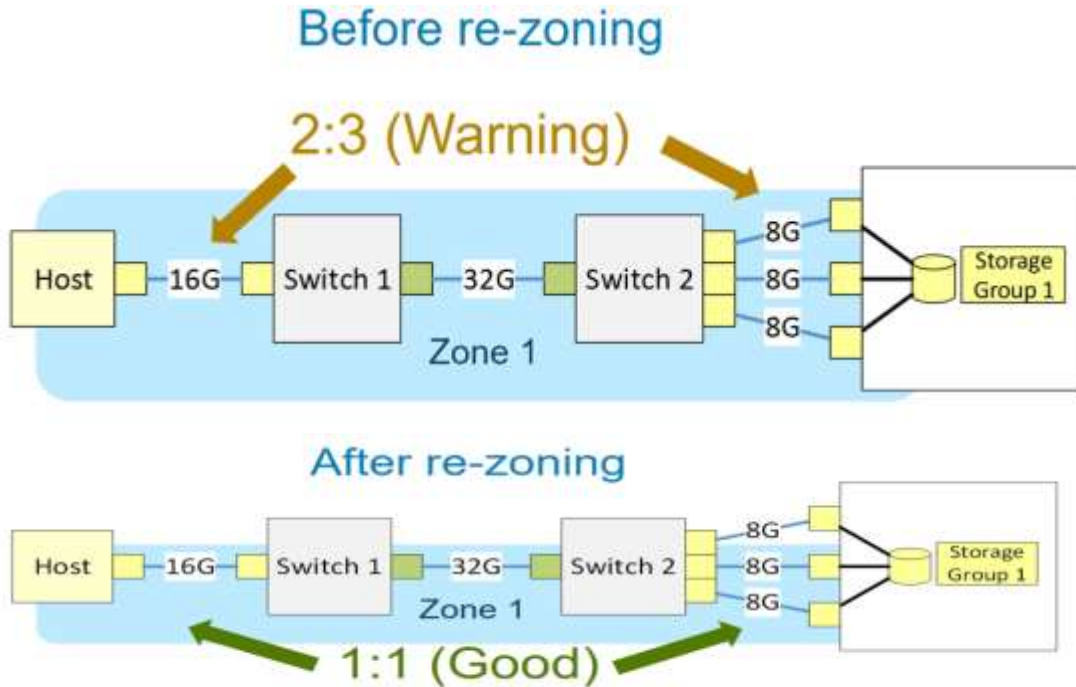 Before re-zoning
2:3 (Warning)
8G
Host
16G
Switch 1
32G
Switch 2
8G
Storage
Group 1
8G
Zone 1
After re-zoning
8G
Host
16G
Switch 1
32G
Switch 2
8G
Storage
Group 1
8G
Zone 1
1:1 (Good)